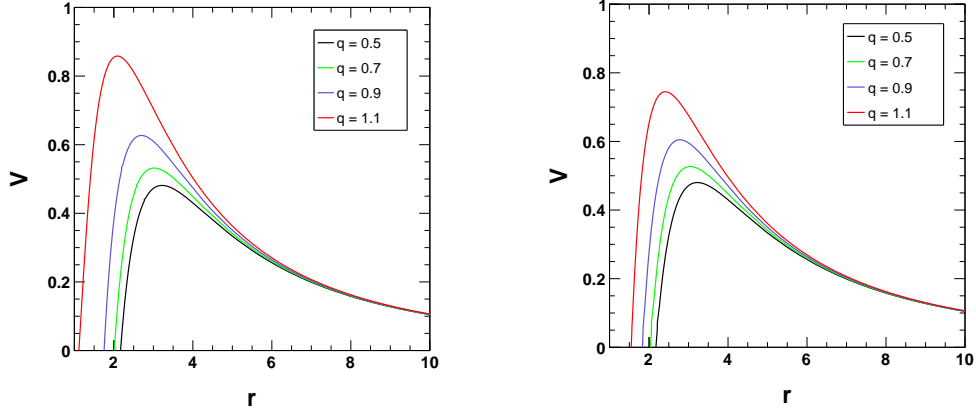 1
0.8
0.6
0.4
0.2
0
2
4
6
8
10
V
r
q = 0.5
q = 0.7
q = 0.9
q = 1.1
1
0.8
0.6
0.4
0.2
0
2
4
6
8
10
V
r
q = 0.5
q = 0.7
q = 0.9
q = 1.1